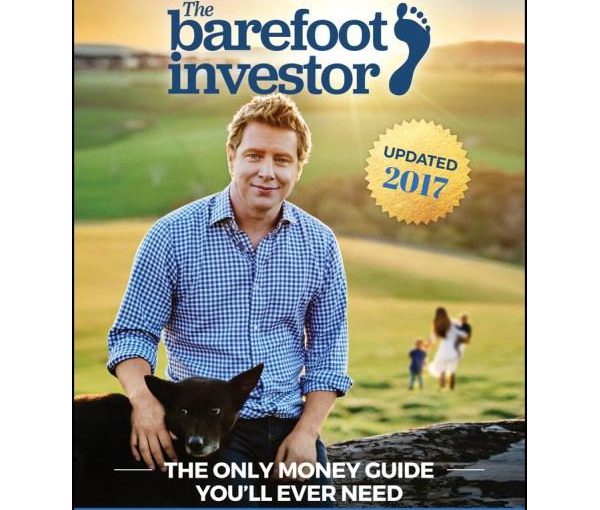 The
barefoot
investor
UPDATED
2017
THE ONLY MONEY GUIDE
YOU'LL EVER NEED